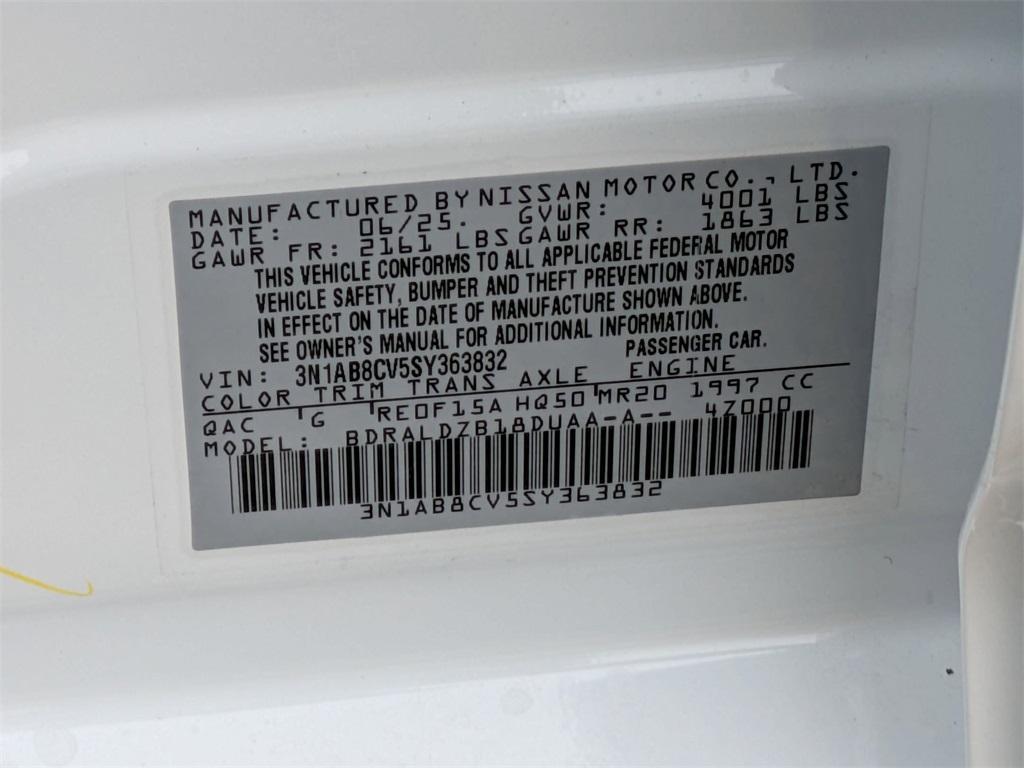 MANUFACTURED BY NISSAN MOTOR CO., LTD.
DATE: 06/25. GVWR: 4001 LBS
GAWR FR: 2161 LBS GAWR RR: 1863 LBS
THIS VEHICLE CONFORMS TO ALL APPLICABLE FEDERAL MOTOR
VEHICLE SAFETY, BUMPER AND THEFT PREVENTION STANDARDS
IN EFFECT ON THE DATE OF MANUFACTURE SHOWN ABOVE.
SEE OWNER'S MANUAL FOR ADDITIONAL INFORMATION.
VIN: 3N1AB8CV5SY363832 PASSENGER CAR.
COLOR TRIM TRANS AXLE ENGINE
QAC G RE0F15A HQ50 MR20 1997 CC
MODEL: BDRALDZB18DUAA-A-- 47000
3N1AB8CV5SY363832